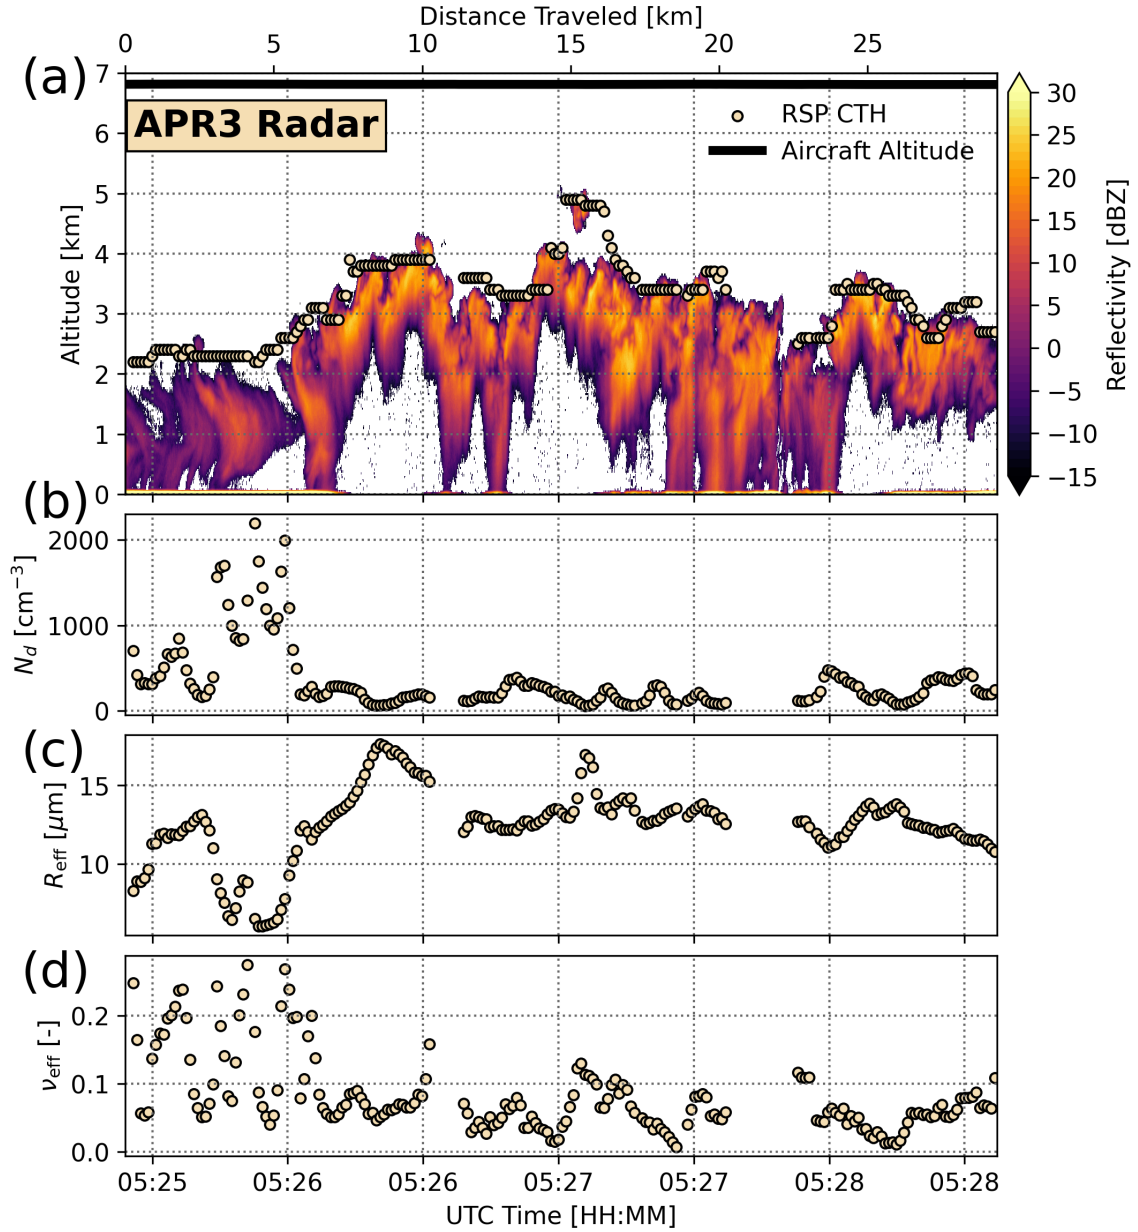 Distance Traveled [km]
0 5 10 15 20 25
(a)
APR3 Radar
RSP CTH
Aircraft Altitude
Altitude [km]
7
6
5
4
3
2
1
0
Reflectivity [dBZ]
30
25
20
15
10
5
0
−5
−10
−15
(b)
N_d [cm⁻³]
2000
1000
0
(c)
R_eff [μm]
15
10
(d)
ν_eff [-]
0.2
0.1
0.0
05:25 05:26 05:26 05:27 05:27 05:28 05:28
UTC Time [HH:MM]